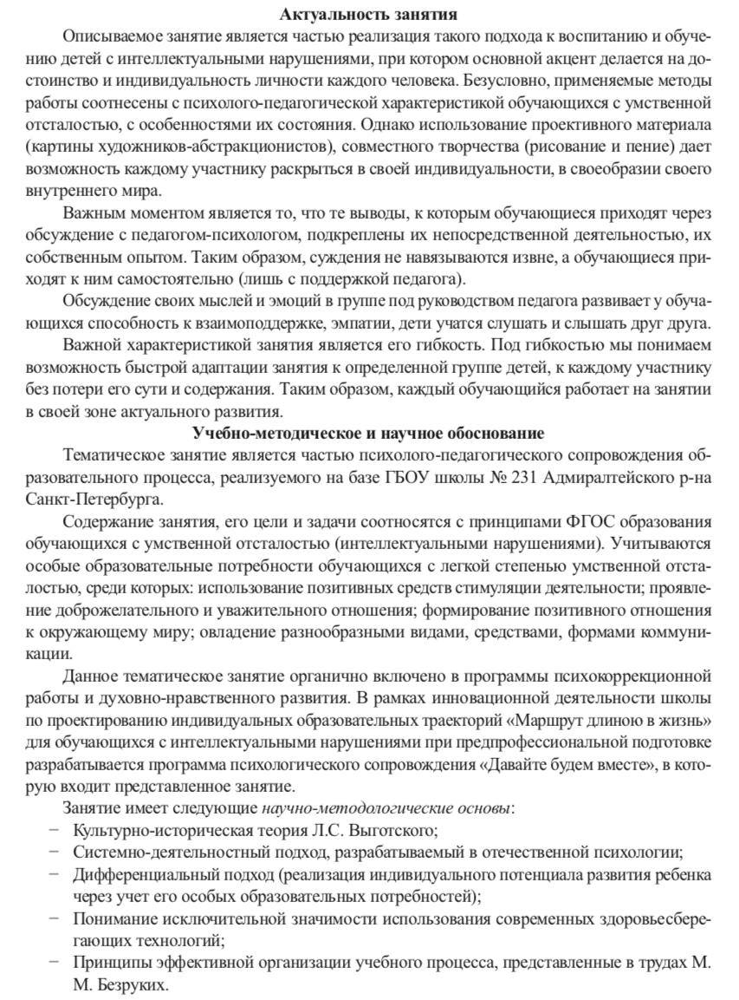 Актуальность занятия
Описываемое занятие является частью реализация такого подхода к воспитанию и обуче-
нию детей с интеллектуальными нарушениями, при котором основной акцент делается на до-
стоинство и индивидуальность личности каждого человека. Безусловно, применяемые методы
работы соотнесены с психолого-педагогической характеристикой обучающихся с умственной
отсталостью, с особенностями их состояния. Однако использование проективного материала
(картины художников-абстракционистов), совместного творчества (рисование и пение) дает
возможность каждому участнику раскрыться в своей индивидуальности, в своеобразии своего
внутреннего мира.
Важным моментом является то, что те выводы, к которым обучающиеся приходят через
обсуждение с педагогом-психологом, подкреплены их непосредственной деятельностью, их
собственным опытом. Таким образом, суждения не навязываются извне, а обучающиеся при-
ходят к ним самостоятельно (лишь с поддержкой педагога).
Обсуждение своих мыслей и эмоций в группе под руководством педагога развивает у обуча-
ющихся способность к взаимоподдержке, эмпатии, дети учатся слушать и слышать друг друга.
Важной характеристикой занятия является его гибкость. Под гибкостью мы понимаем
возможность быстрой адаптации занятия к определенной группе детей, к каждому участнику
без потери его сути и содержания. Таким образом, каждый обучающийся работает на занятии
в своей зоне актуального развития.
Учебно-методическое и научное обоснование
Тематическое занятие является частью психолого-педагогического сопровождения об-
разовательного процесса, реализуемого на базе ГБОУ школы № 231 Адмиралтейского р-на
Санкт-Петербурга.
Содержание занятия, его цели и задачи соотносятся с принципами ФГОС образования
обучающихся с умственной отсталостью (интеллектуальными нарушениями). Учитываются
особые образовательные потребности обучающихся с легкой степенью умственной отста-
лостью, среди которых: использование позитивных средств стимуляции деятельности; проявле-
ние доброжелательного и уважительного отношения; формирование позитивного отношения
к окружающему миру; овладение разнообразными видами, средствами, формами коммуни-
кации.
Данное тематическое занятие органично включено в программы психокоррекционной
работы и духовно-нравственного развития. В рамках инновационной деятельности школы
по проектированию индивидуальных образовательных траекторий «Маршрут длиною в жизнь»
для обучающихся с интеллектуальными нарушениями при предпрофессиональной подготовке
разрабатывается программа психологического сопровождения «Давайте будем вместе», в кото-
рую входит представленное занятие.
Занятие имеет следующие научно-методологические основы:
– Культурно-историческая теория Л.С. Выготского;
– Системно-деятельностный подход, разрабатываемый в отечественной психологии;
– Дифференциальный подход (реализация индивидуального потенциала развития ребенка
через учет его особых образовательных потребностей);
– Понимание исключительной значимости использования современных здоровьесбере-
гающих технологий;
– Принципы эффективной организации учебного процесса, представленные в трудах М.
М. Безруких.